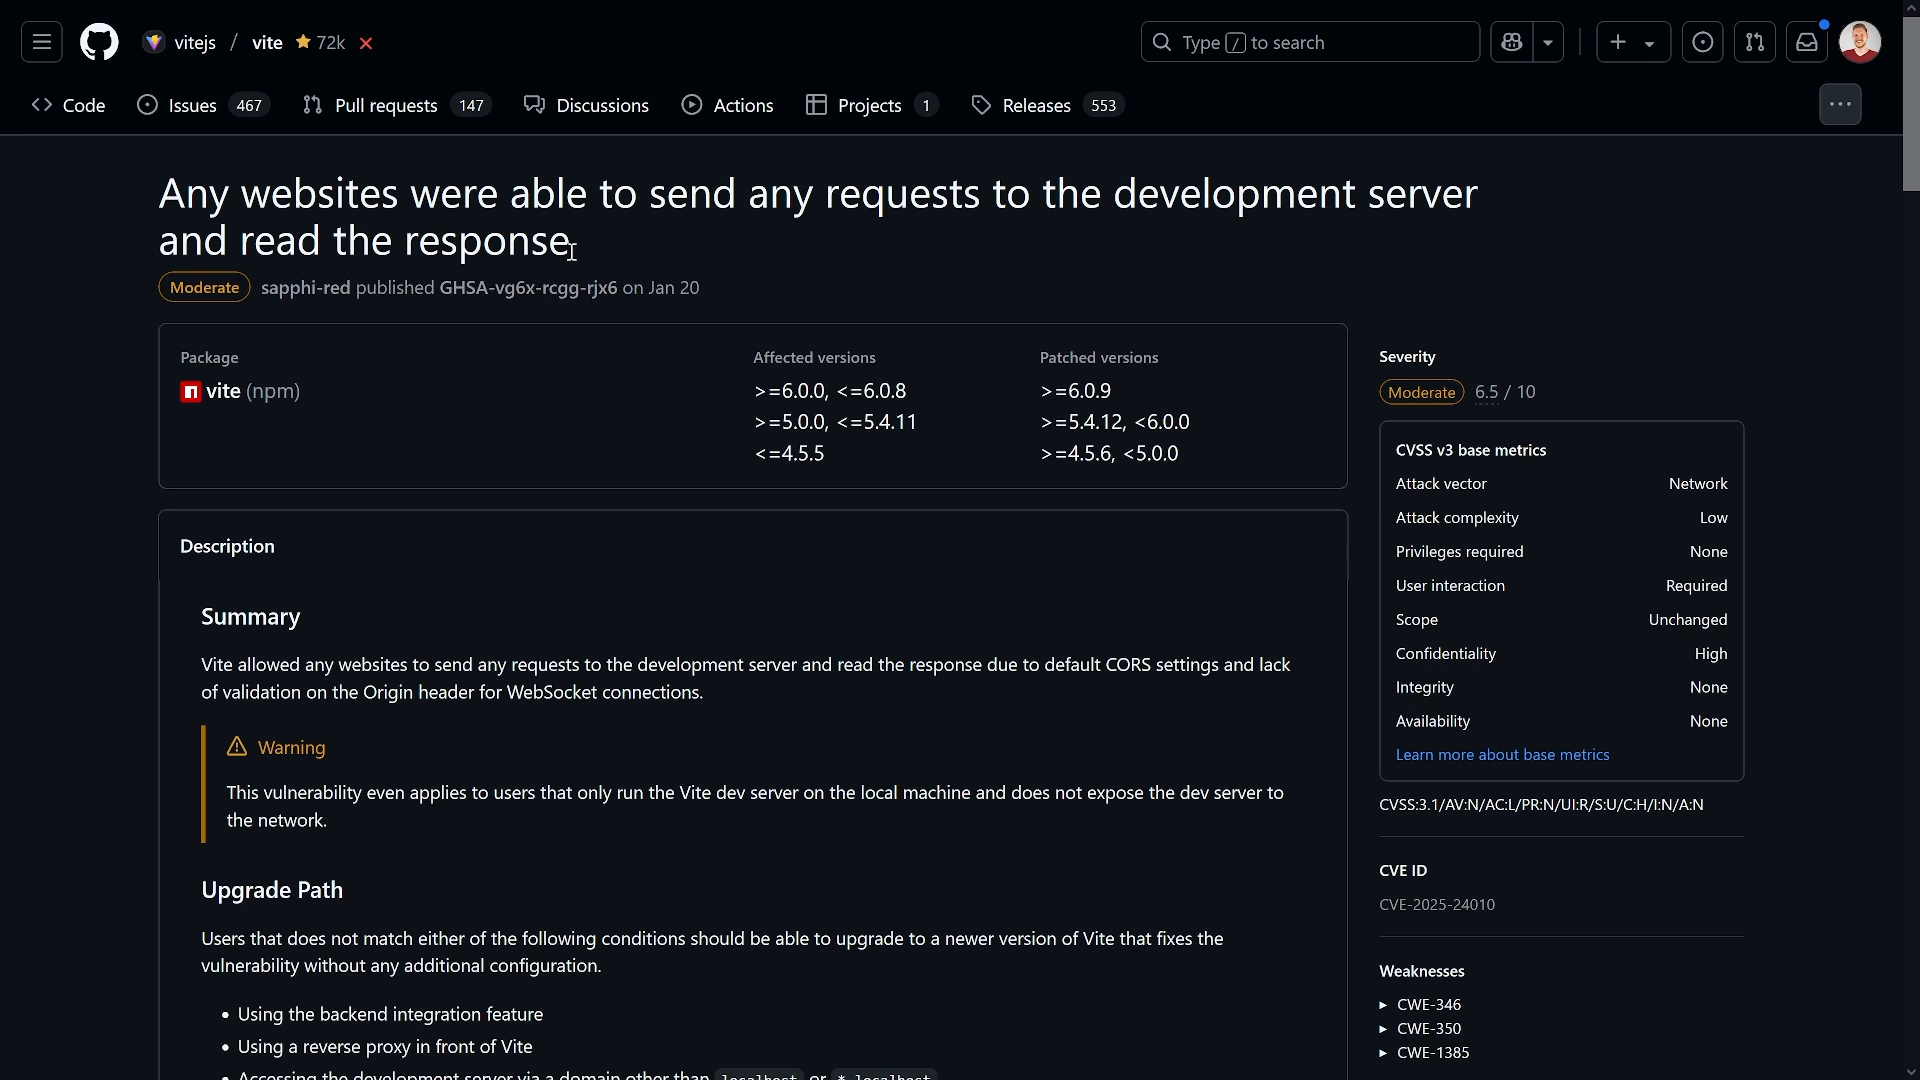 vitejs / vite 72k
Type / to search
Code Issues 467 Pull requests 147 Discussions Actions Projects 1 Releases 553
Any websites were able to send any requests to the development server
and read the response
Moderate sapphi-red published GHSA-vg6x-rcgg-rjx6 on Jan 20
Package
vite (npm)
Affected versions
>=6.0.0, <=6.0.8
>=5.0.0, <=5.4.11
<=4.5.5
Patched versions
>=6.0.9
>=5.4.12, <6.0.0
>=4.5.6, <5.0.0
Description
Summary
Vite allowed any websites to send any requests to the development server and read the response due to default CORS settings and lack
of validation on the Origin header for WebSocket connections.
Warning
This vulnerability even applies to users that only run the Vite dev server on the local machine and does not expose the dev server to
the network.
Upgrade Path
Users that does not match either of the following conditions should be able to upgrade to a newer version of Vite that fixes the
vulnerability without any additional configuration.
• Using the backend integration feature
• Using a reverse proxy in front of Vite
• Accessing the development server via a domain other than localhost or *.localhost
Severity
Moderate 6.5 / 10
CVSS v3 base metrics
Attack vector Network
Attack complexity Low
Privileges required None
User interaction Required
Scope Unchanged
Confidentiality High
Integrity None
Availability None
Learn more about base metrics
CVSS:3.1/AV:N/AC:L/PR:N/UI:R/S:U/C:H/I:N/A:N
CVE ID
CVE-2025-24010
Weaknesses
CWE-346
CWE-350
CWE-1385